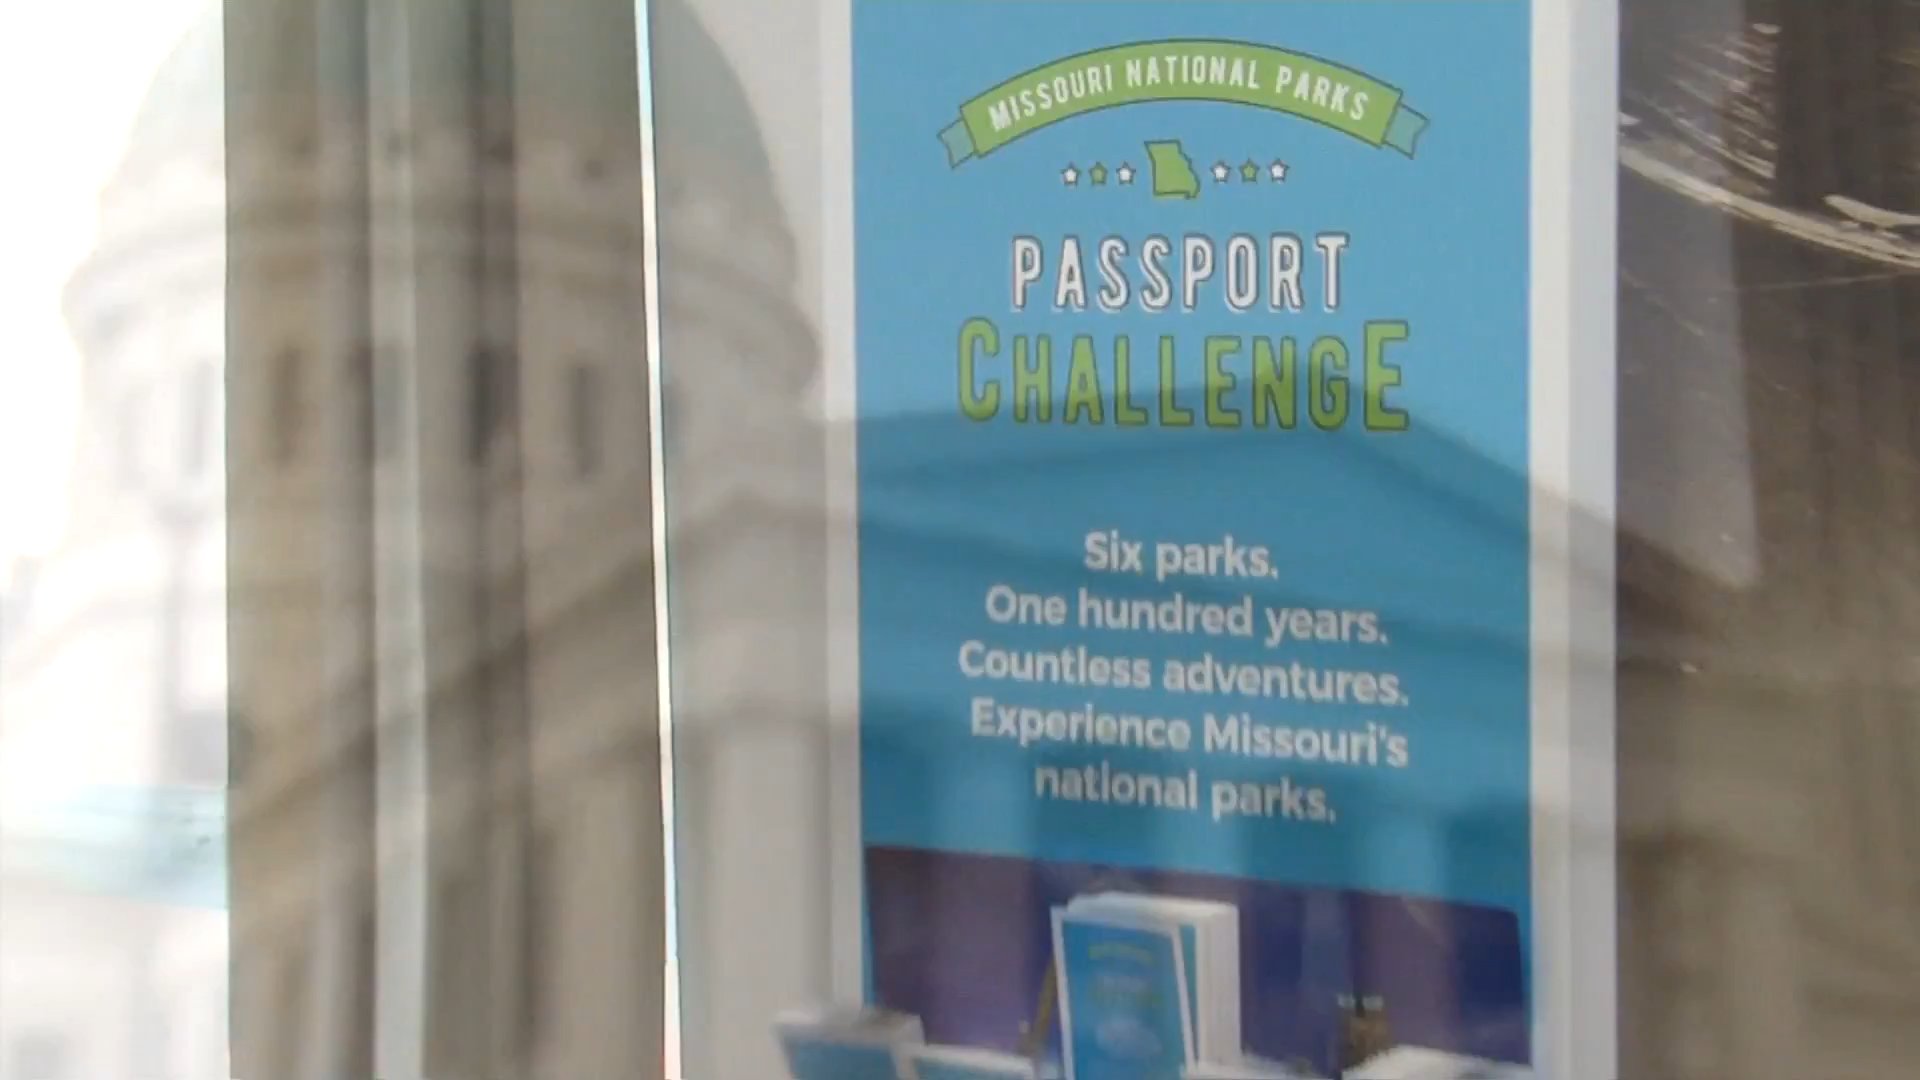 MISSOURI NATIONAL PARKS
PASSPORT
CHALLENGE
Six parks.
One hundred years.
Countless adventures.
Experience Missouri's
national parks.